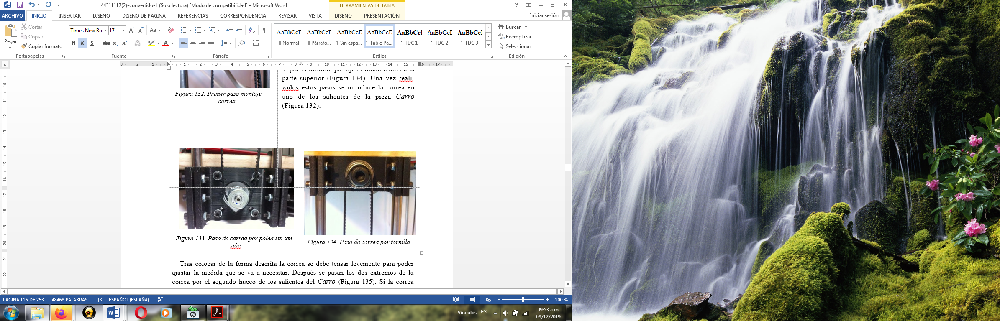 44311117(2)-convertido-1 (Solo lectura) [Modo de compatibilidad] - Microsoft Word
HERRAMIENTAS DE TABLA
ARCHIVO INICIO INSERTAR DISEÑO DISEÑO DE PÁGINA REFERENCIAS CORRESPONDENCIA REVISAR VISTA DISEÑO PRESENTACIÓN
Iniciar sesión
Pegar
Cortar
Copiar
Copiar formato
Portapapeles
Times New Ro 17
N K S abc x₂ x²
Fuente
Párrafo
AaBbCcD AaBbCcD AaBbCcD AaBbCcD AaBbCcI AaBbCcI AaBbCcI
¶ Normal ¶ Párrafo... ¶ Sin espa... ¶ Table Pa... ¶ TDC 1 ¶ TDC 2 ¶ TDC 3
Estilos
Buscar
Reemplazar
Seleccionar
Edición
3 2 1 1 2 3 4 5 6 7 8 9 10 11 12 13 14 15 16 17
10
11
12
13
14
15
16
17
18
19
20
21
22
Y por el tornillo que fija el rodamiento en la
parte superior (Figura 134). Una vez reali-
zados estos pasos se introduce la correa en
uno de los salientes de la pieza Carro
(Figura 132).
Figura 132. Primer paso montaje
correa.
Figura 133. Paso de correa por polea sin ten-
sión.
Figura 134. Paso de correa por tornillo.
Tras colocar de la forma descrita la correa se debe tensar levemente para poder
ajustar la medida que se va a necesitar. Después se pasan los dos extremos de la
correa por el segundo hueco de los salientes del Carro (Figura 135). Si la correa
PÁGINA 115 DE 253 48468 PALABRAS ESPAÑOL (ESPAÑA) 100 %
Vínculos ES
09:53 a.m.
09/12/2019